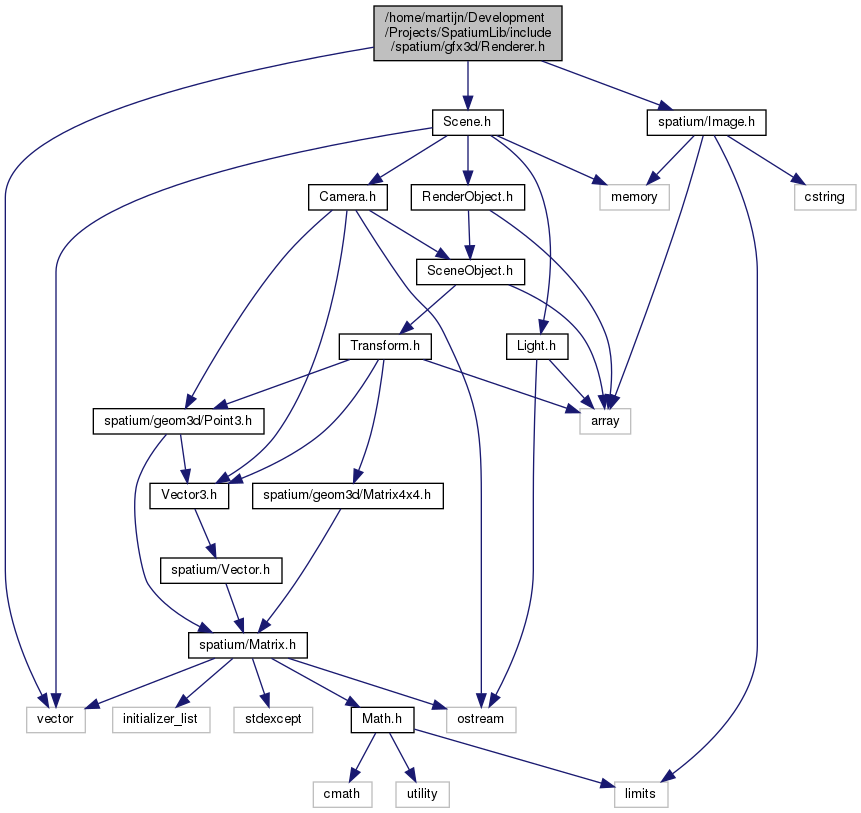 /home/martijn/Development
/Projects/SpatiumLib/include
/spatium/gfx3d/Renderer.h
Scene.h
spatium/Image.h
Camera.h
RenderObject.h
memory
cstring
SceneObject.h
Transform.h
Light.h
spatium/geom3d/Point3.h
array
Vector3.h
spatium/geom3d/Matrix4x4.h
spatium/Vector.h
spatium/Matrix.h
vector
initializer_list
stdexcept
Math.h
ostream
cmath
utility
limits